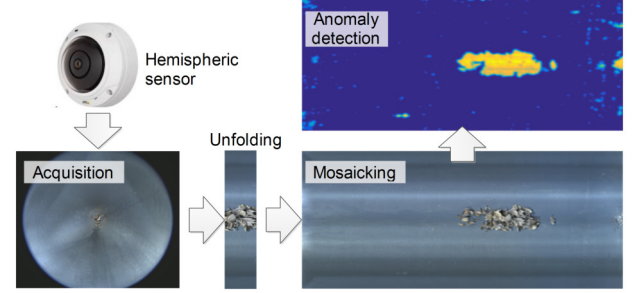 Hemispheric
sensor
Acquisition
Unfolding
Mosaicking
Anomaly
detection